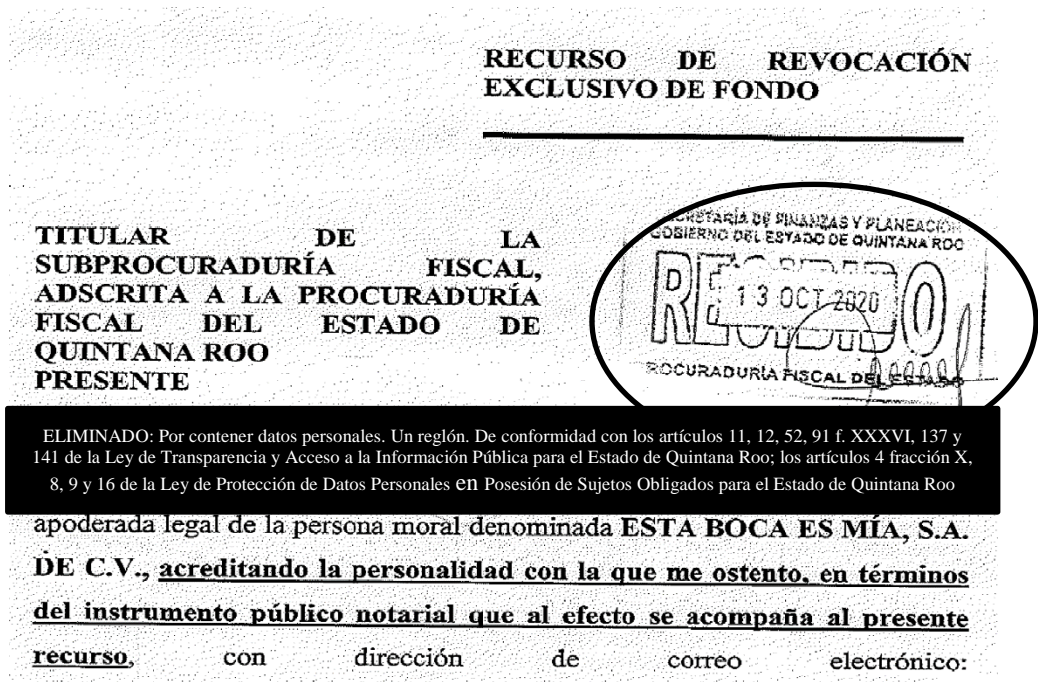 RECURSO DE REVOCACIÓN
EXCLUSIVO DE FONDO
TITULAR DE LA
SUBPROCURADURÍA FISCAL,
ADSCRITA A LA PROCURADURÍA
FISCAL DEL ESTADO DE
QUINTANA ROO
PRESENTE
SECRETARÍA DE FINANZAS Y PLANEACIÓN
GOBIERNO DEL ESTADO DE QUINTANA ROO
RECIBIDO
13 OCT 2020
PROCURADURÍA FISCAL DEL ESTADO
ELIMINADO: Por contener datos personales. Un reglón. De conformidad con los artículos 11, 12, 52, 91 f. XXXVI, 137 y
141 de la Ley de Transparencia y Acceso a la Información Pública para el Estado de Quintana Roo; los artículos 4 fracción X,
8, 9 y 16 de la Ley de Protección de Datos Personales en Posesión de Sujetos Obligados para el Estado de Quintana Roo
apoderada legal de la persona moral denominada ESTA BOCA ES MÍA, S.A.
DE C.V., acreditando la personalidad con la que me ostento, en términos
del instrumento público notarial que al efecto se acompaña al presente
recurso, con dirección de correo electrónico: